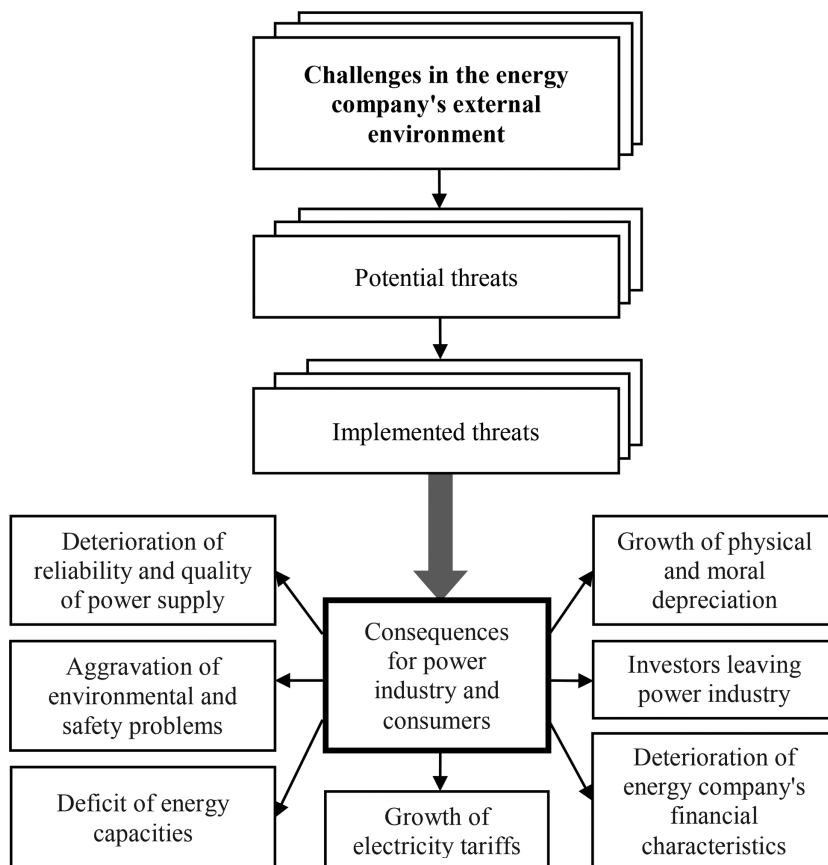 Challenges in the energy
company's external
environment
Potential threats
Implemented threats
Deterioration of
reliability and quality
of power supply
Growth of physical
and moral
depreciation
Consequences
for power
industry and
consumers
Aggravation of
environmental and
safety problems
Investors leaving
power industry
Deficit of energy
capacities
Growth of
electricity tariffs
Deterioration of
energy company's
financial
characteristics